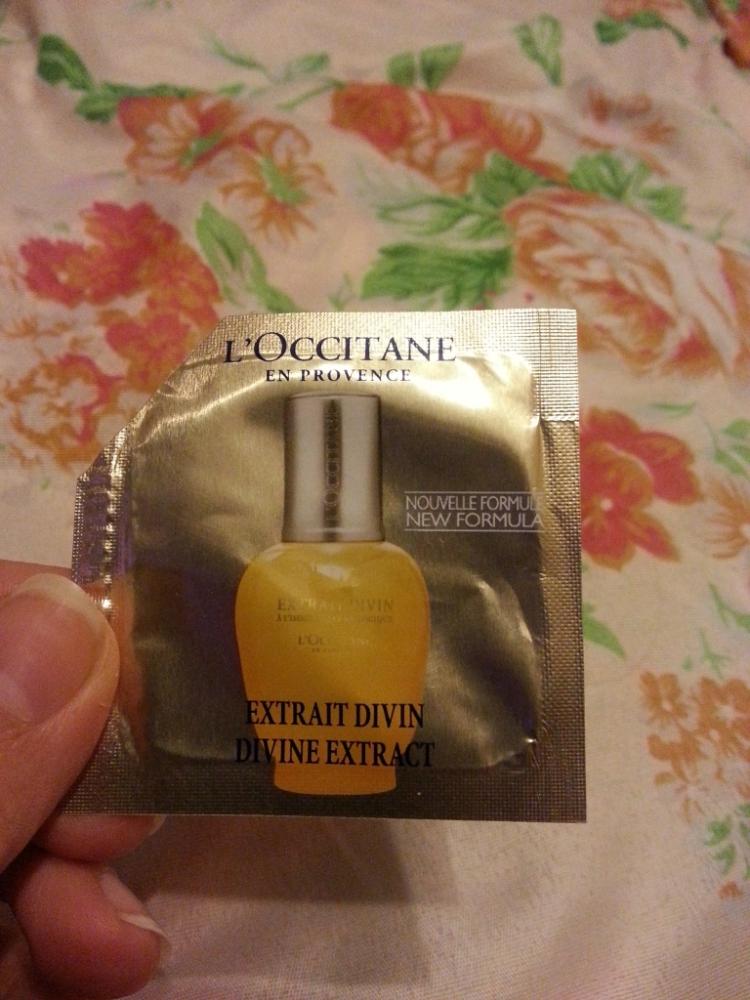 L'OCCITANE
EN PROVENCE
NOUVELLE FORMULE
NEW FORMULA
EXTRAIT DIVIN
L'OCCITANE
EXTRAIT DIVIN
DIVINE EXTRACT